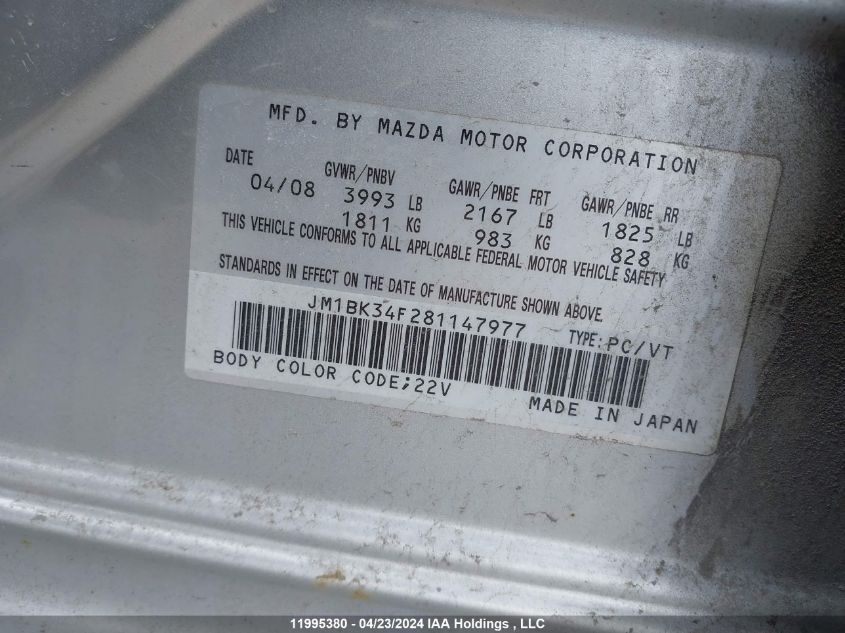 MFD. BY MAZDA MOTOR CORPORATION
DATE GVWR/PNBV GAWR/PNBE FRT GAWR/PNBE RR
04/08 3993 LB 2167 LB 1825 LB
1811 KG 983 KG 828 KG
THIS VEHICLE CONFORMS TO ALL APPLICABLE FEDERAL MOTOR VEHICLE SAFETY
STANDARDS IN EFFECT ON THE DATE OF MANUFACTURE SHOWN ABOVE.
JM1BK34F281147977 TYPE: PC/VT
BODY COLOR CODE;22V MADE IN JAPAN
11995380 - 04/23/2024 IAA Holdings , LLC